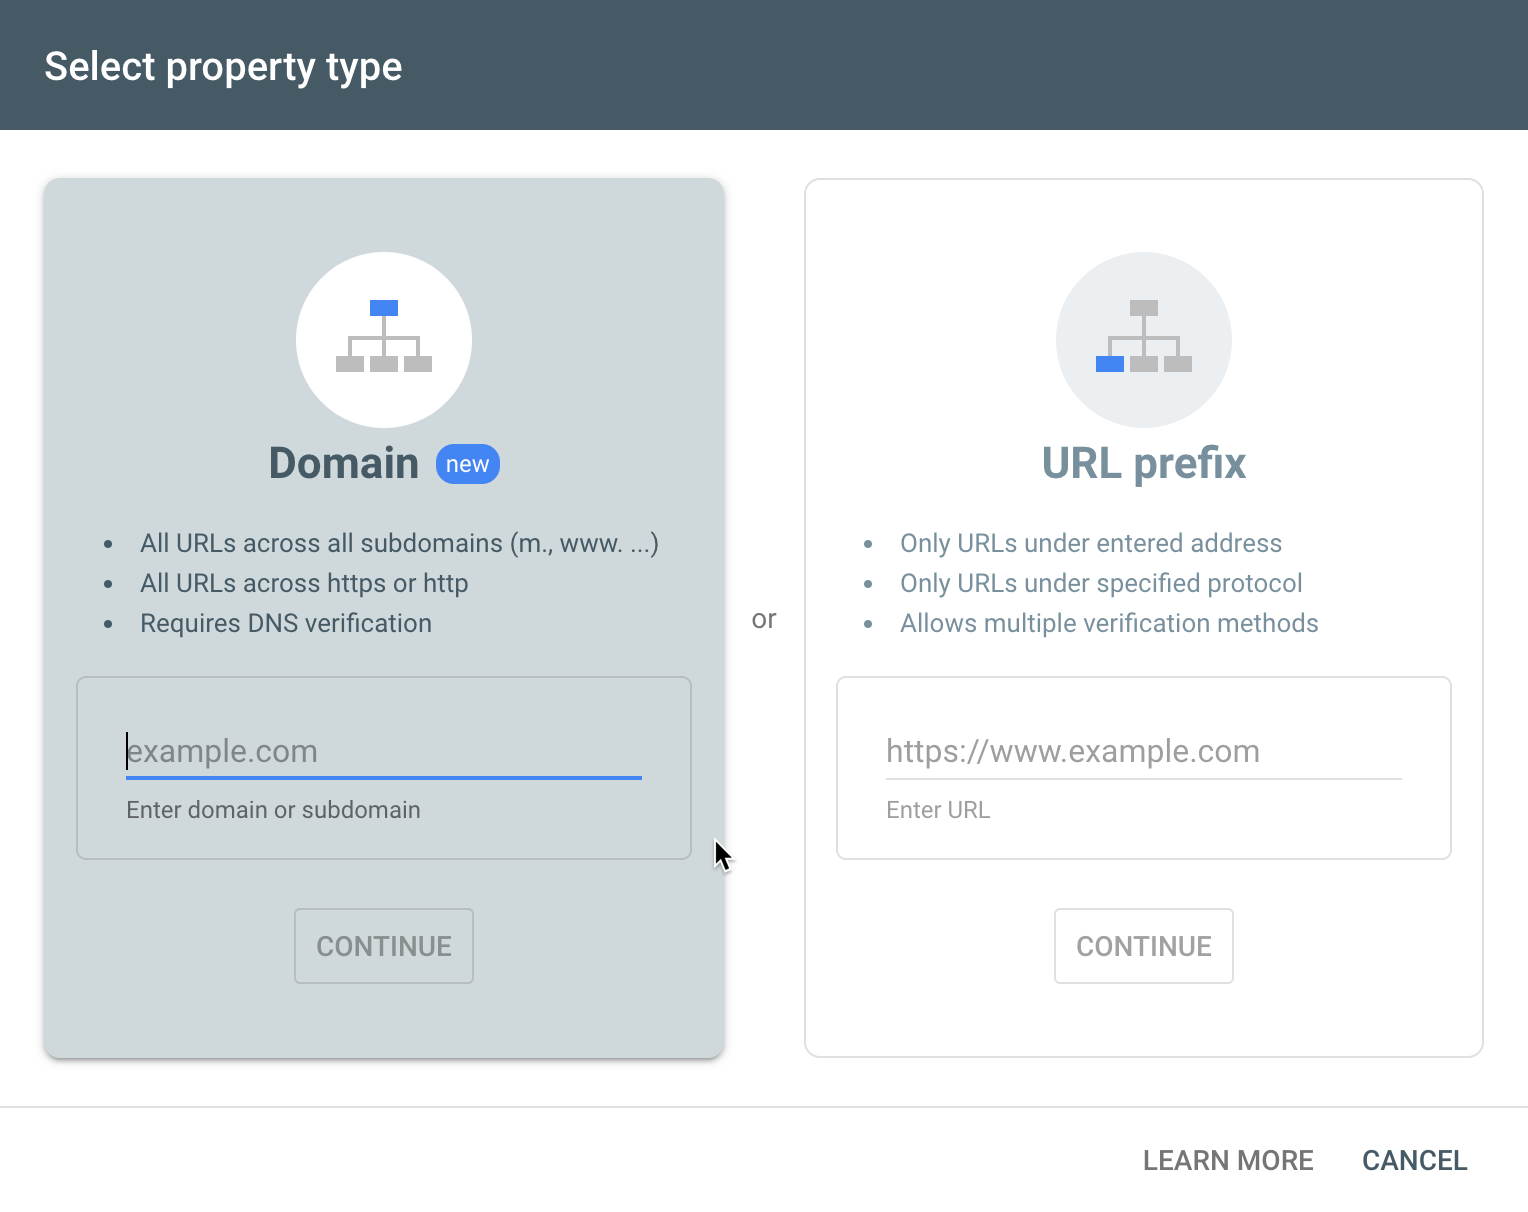 Select property type
Domain new
All URLs across all subdomains (m., www. ...)
All URLs across https or http
Requires DNS verification
example.com
Enter domain or subdomain
CONTINUE
or
URL prefix
Only URLs under entered address
Only URLs under specified protocol
Allows multiple verification methods
https://www.example.com
Enter URL
CONTINUE
LEARN MORE CANCEL